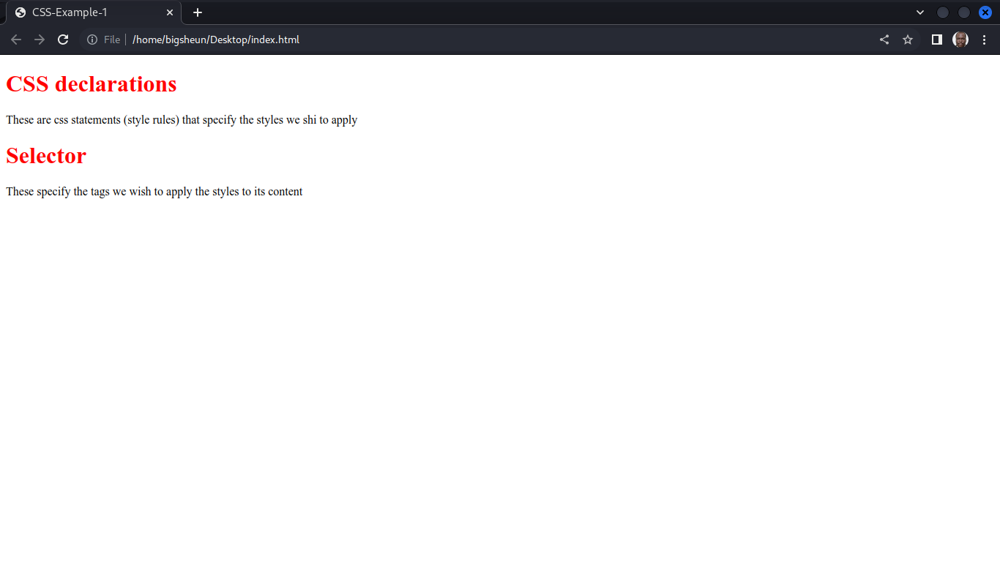 CSS-Example-1
File /home/bigsheun/Desktop/index.html
CSS declarations
These are css statements (style rules) that specify the styles we shi to apply
Selector
These specify the tags we wish to apply the styles to its content